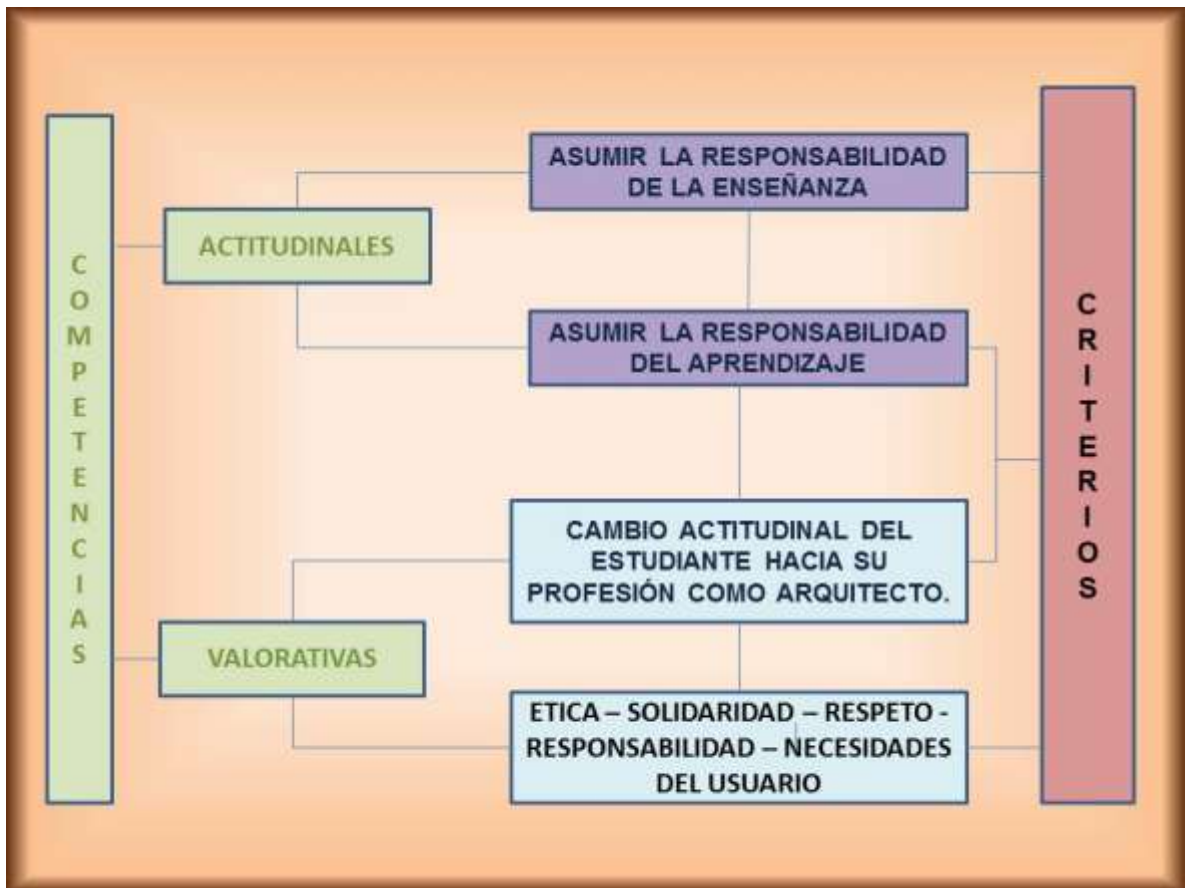 COMPETENCIAS
ACTITUDINALES
ASUMIR LA RESPONSABILIDAD
DE LA ENSEÑANZA
ASUMIR LA RESPONSABILIDAD
DEL APRENDIZAJE
VALORATIVAS
CAMBIO ACTITUDINAL DEL
ESTUDIANTE HACIA SU
PROFESIÓN COMO ARQUITECTO.
ETICA – SOLIDARIDAD – RESPETO -
RESPONSABILIDAD – NECESIDADES
DEL USUARIO
CRITERIOS